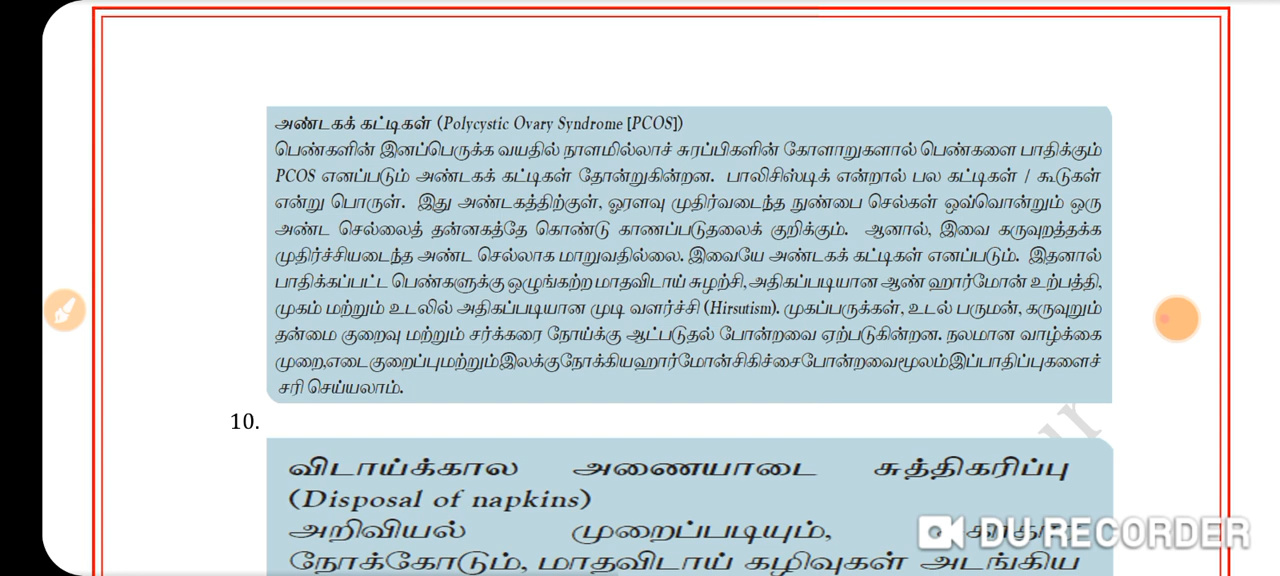 அண்டகக் கட்டிகள் (Polycystic Ovary Syndrome [PCOS])
பெண்களின் இனப்பெருக்க வயதில் நாளமில்லாச் சுரப்பிகளின் கோளாறுகளால் பெண்களை பாதிக்கும்
PCOS எனப்படும் அண்டகக் கட்டிகள் தோன்றுகின்றன. பாலிசிஸ்டிக் என்றால் பல கட்டிகள் / கூடுகள்
என்று பொருள். இது அண்டகத்திற்குள், ஓரளவு முதிர்வடைந்த நுண்பை செல்கள் ஒவ்வொன்றும் ஒரு
அண்ட செல்லைத் தன்னகத்தே கொண்டு காணப்படுதலைக் குறிக்கும். ஆனால், இவை கருவுறத்தக்க
முதிர்ச்சியடைந்த அண்ட செல்லாக மாறுவதில்லை. இவையே அண்டகக் கட்டிகள் எனப்படும். இதனால்
பாதிக்கப்பட்ட பெண்களுக்கு ஒழுங்கற்ற மாதவிடாய் சுழற்சி, அதிகப்படியான ஆண் ஹார்மோன் உற்பத்தி,
முகம் மற்றும் உடலில் அதிகப்படியான முடி வளர்ச்சி (Hirsutism). முகப்பருக்கள், உடல் பருமன், கருவுறும்
தன்மை குறைவு மற்றும் சர்க்கரை நோய்க்கு ஆட்படுதல் போன்றவை ஏற்படுகின்றன. நலமான வாழ்க்கை
முறை,எடை குறைப்புமற்றும்இலக்குநோக்கியஹார்மோன்சிகிச்சைபோன்றவைமூலம்இப்பாதிப்புகளைச்
சரி செய்யலாம்.
10.
விடாய்க்கால அணையாடை சுத்திகரிப்பு
(Disposal of napkins)
அறிவியல் முறைப்படியும்,
நோக்கோடும், மாதவிடாய் கழிவுகள் அடங்கிய
DU RECORDER